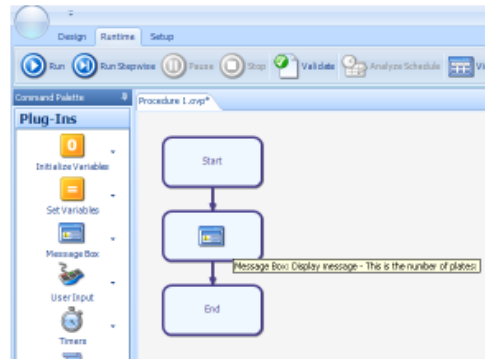 Design Runtime Setup
Run Run Stepwise Pause Stop Validate Analyze Schedule
Command Palette
Procedure 1.ovp*
Plug-Ins
Initialize Variables
Start
Set Variables
Message Box
Message Box: Display message - This is the number of plates:
User Input
End
Timers